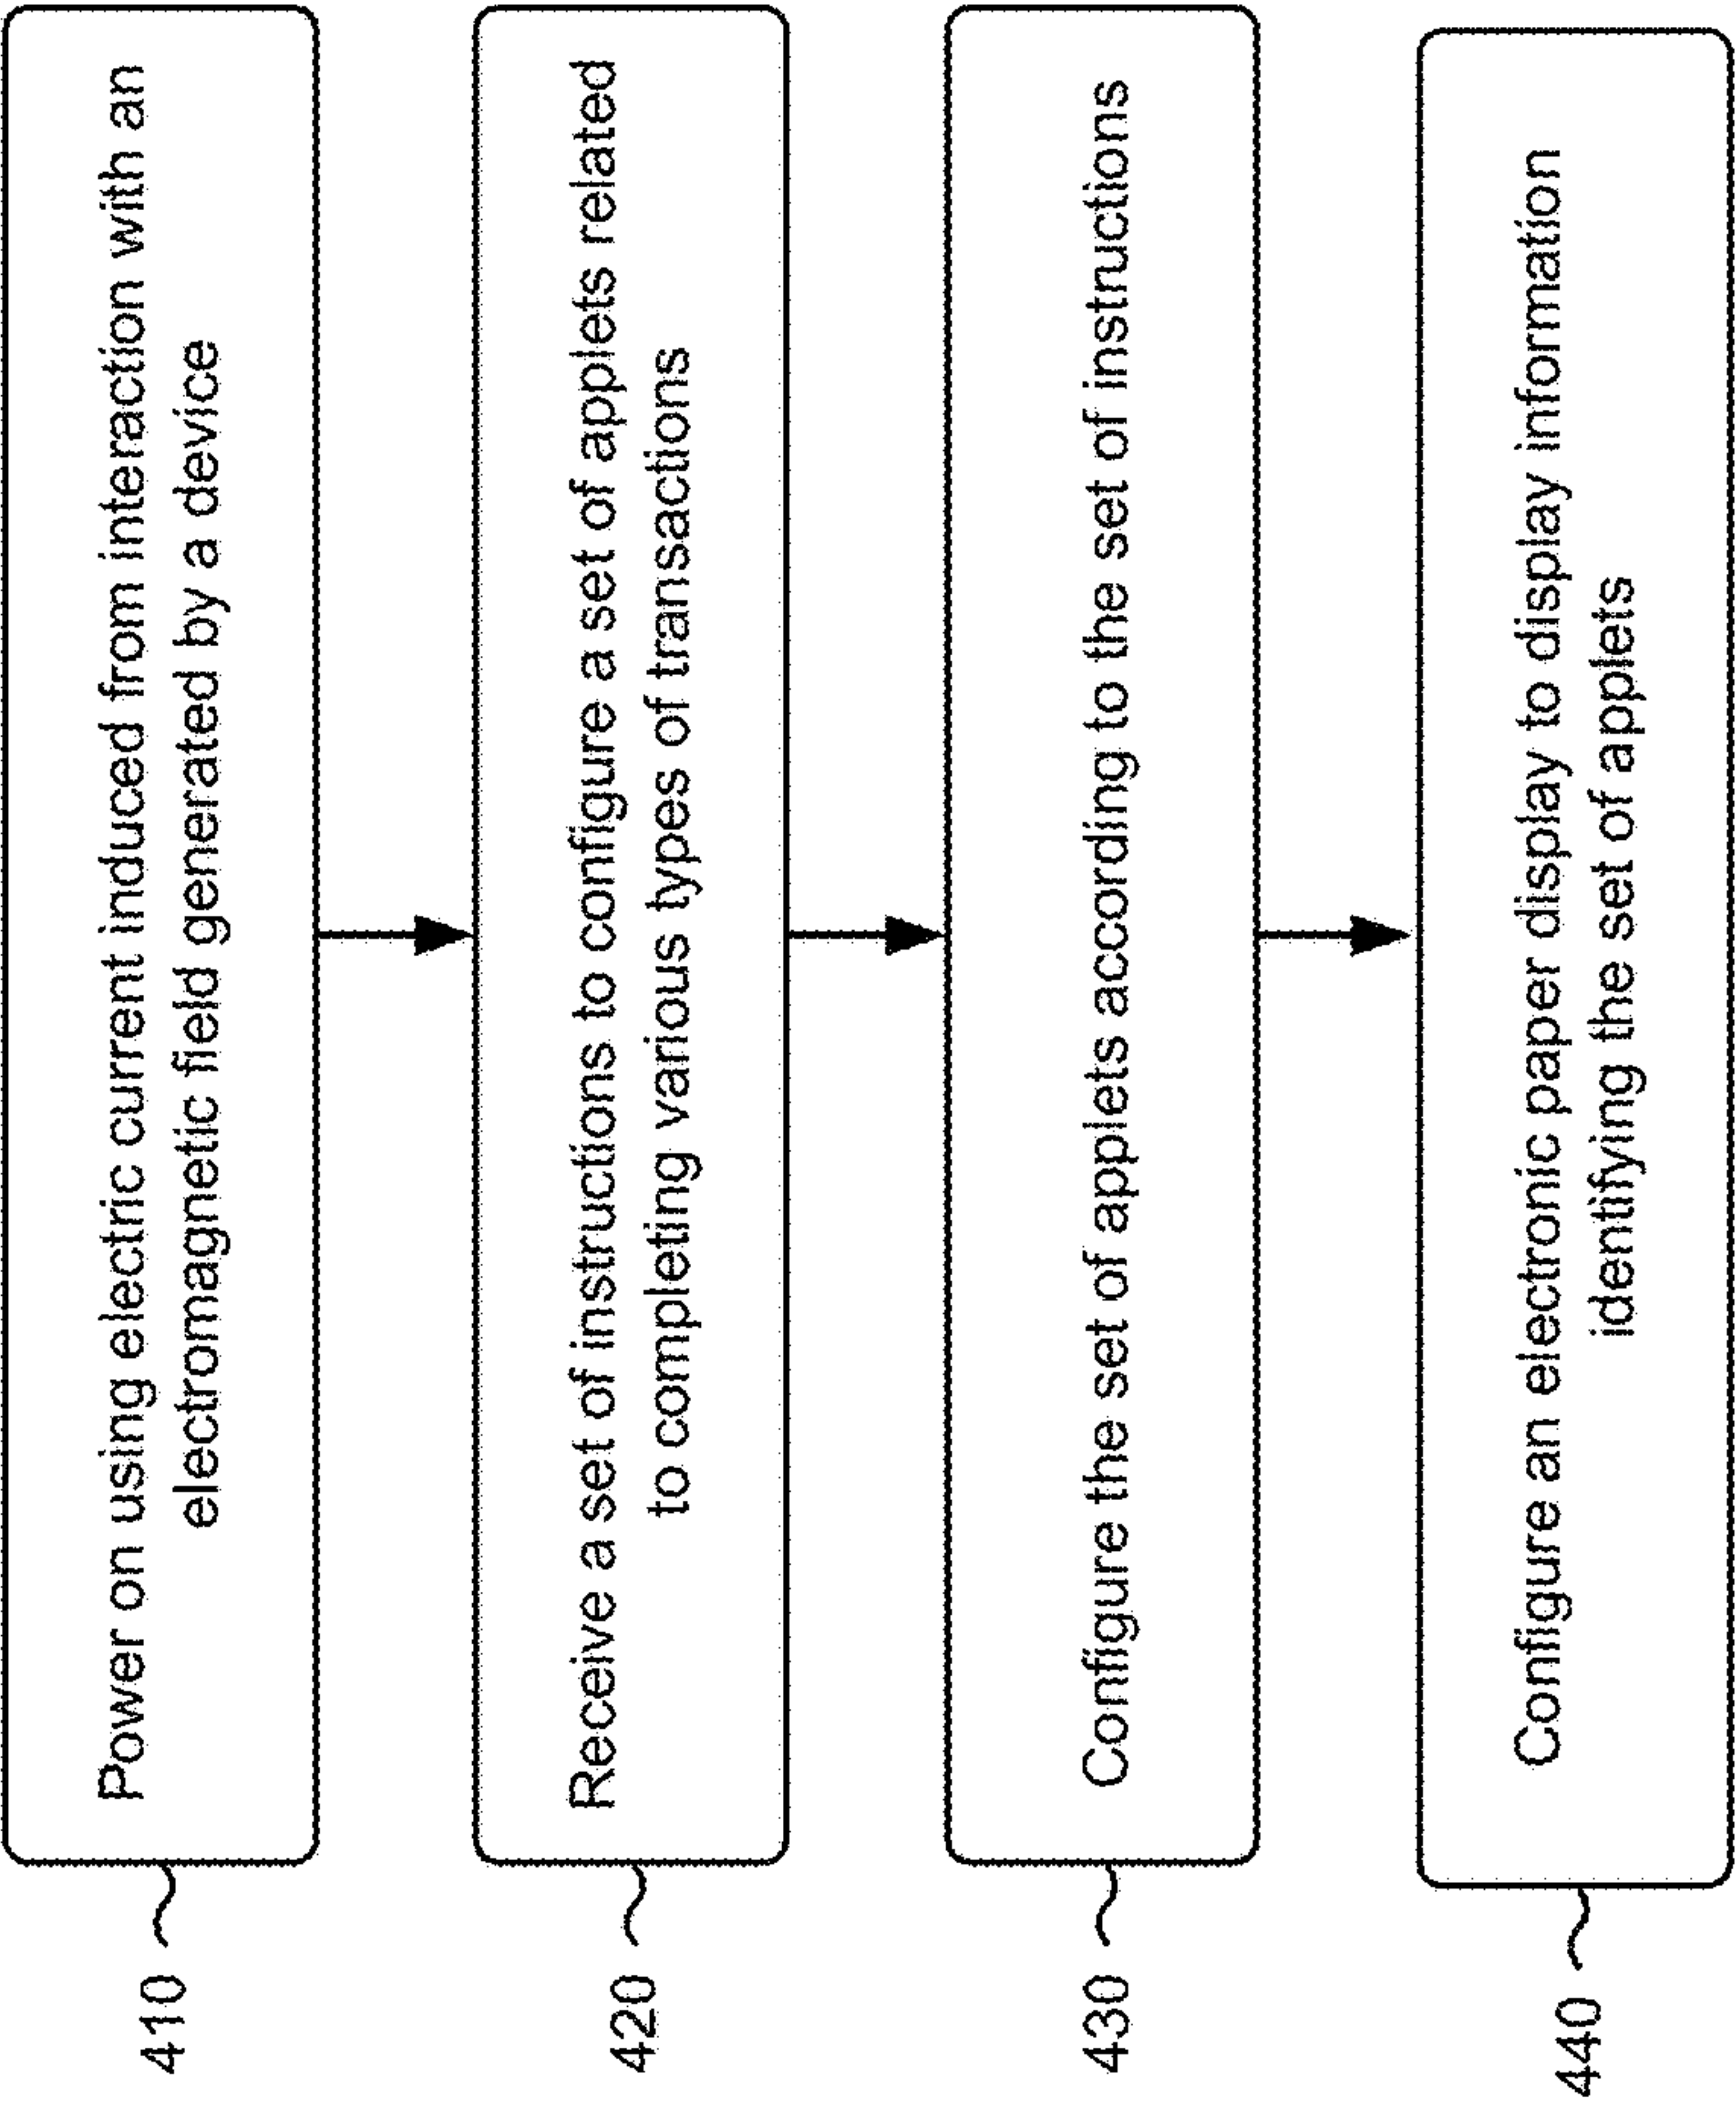 410
Power on using electric current induced from interaction with an
electromagnetic field generated by a device
420
Receive a set of instructions to configure a set of applets related
to completing various types of transactions
430
Configure the set of applets according to the set of instructions
440
Configure an electronic paper display to display information
identifying the set of applets